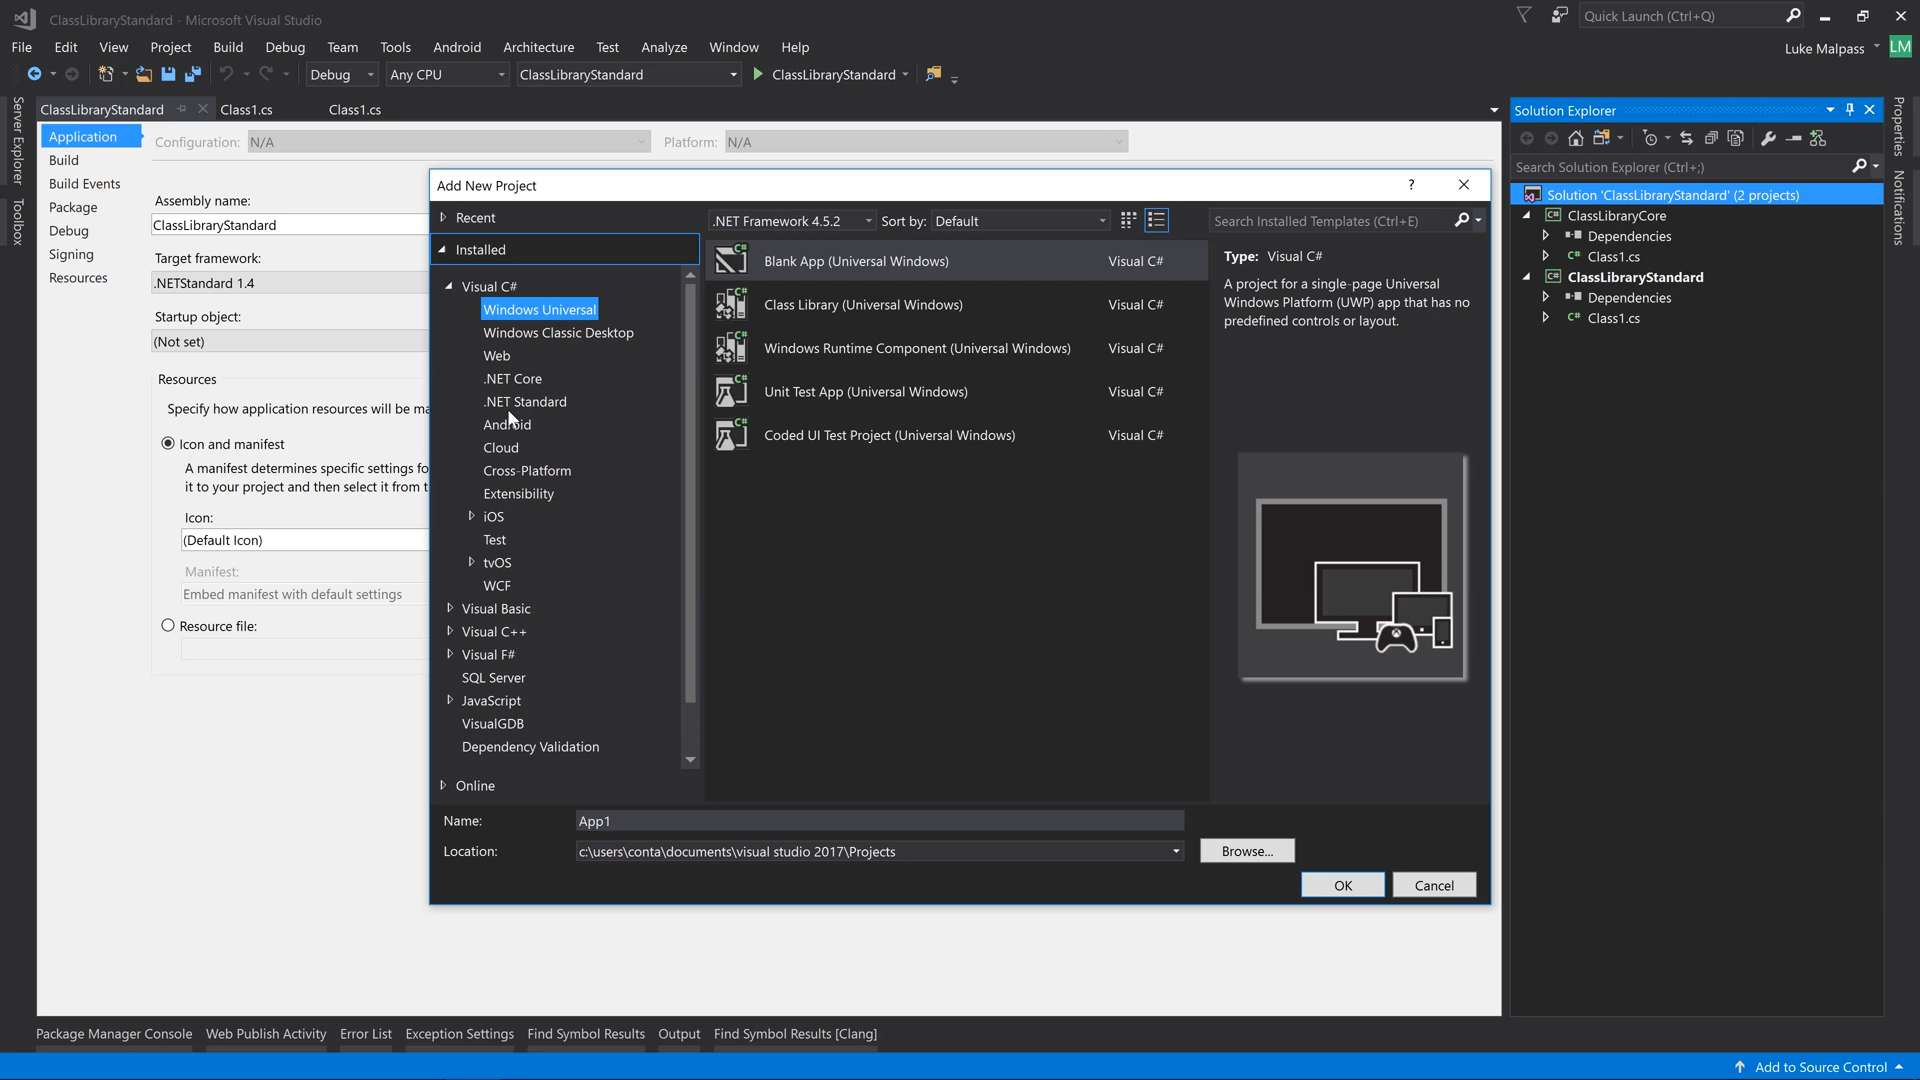 ClassLibraryStandard - Microsoft Visual Studio
Quick Launch (Ctrl+Q)
File Edit View Project Build Debug Team Tools Android Architecture Test Analyze Window Help
Luke Malpass LM
Debug Any CPU ClassLibraryStandard ClassLibraryStandard
Server Explorer
Toolbox
ClassLibraryStandard Class1.cs Class1.cs
Application
Build
Build Events
Package
Debug
Signing
Resources
Configuration: N/A Platform: N/A
Assembly name:
ClassLibraryStandard
Target framework:
.NETStandard 1.4
Startup object:
(Not set)
Resources
Specify how application resources will be ma
Icon and manifest
A manifest determines specific settings fo
it to your project and then select it from t
Icon:
(Default Icon)
Manifest:
Embed manifest with default settings
Resource file:
Add New Project
?
Recent
Installed
Visual C#
Windows Universal
Windows Classic Desktop
Web
.NET Core
.NET Standard
Android
Cloud
Cross-Platform
Extensibility
iOS
Test
tvOS
WCF
Visual Basic
Visual C++
Visual F#
SQL Server
JavaScript
VisualGDB
Dependency Validation
Online
.NET Framework 4.5.2 Sort by: Default
Search Installed Templates (Ctrl+E)
Blank App (Universal Windows) Visual C#
Class Library (Universal Windows) Visual C#
Windows Runtime Component (Universal Windows) Visual C#
Unit Test App (Universal Windows) Visual C#
Coded UI Test Project (Universal Windows) Visual C#
Type: Visual C#
A project for a single-page Universal
Windows Platform (UWP) app that has no
predefined controls or layout.
Name: App1
Location: c:\users\conta\documents\visual studio 2017\Projects
Browse...
OK Cancel
Solution Explorer
Search Solution Explorer (Ctrl+;)
Solution 'ClassLibraryStandard' (2 projects)
ClassLibraryCore
Dependencies
C# Class1.cs
ClassLibraryStandard
Dependencies
C# Class1.cs
Properties
Notifications
Package Manager Console Web Publish Activity Error List Exception Settings Find Symbol Results Output Find Symbol Results [Clang]
Add to Source Control